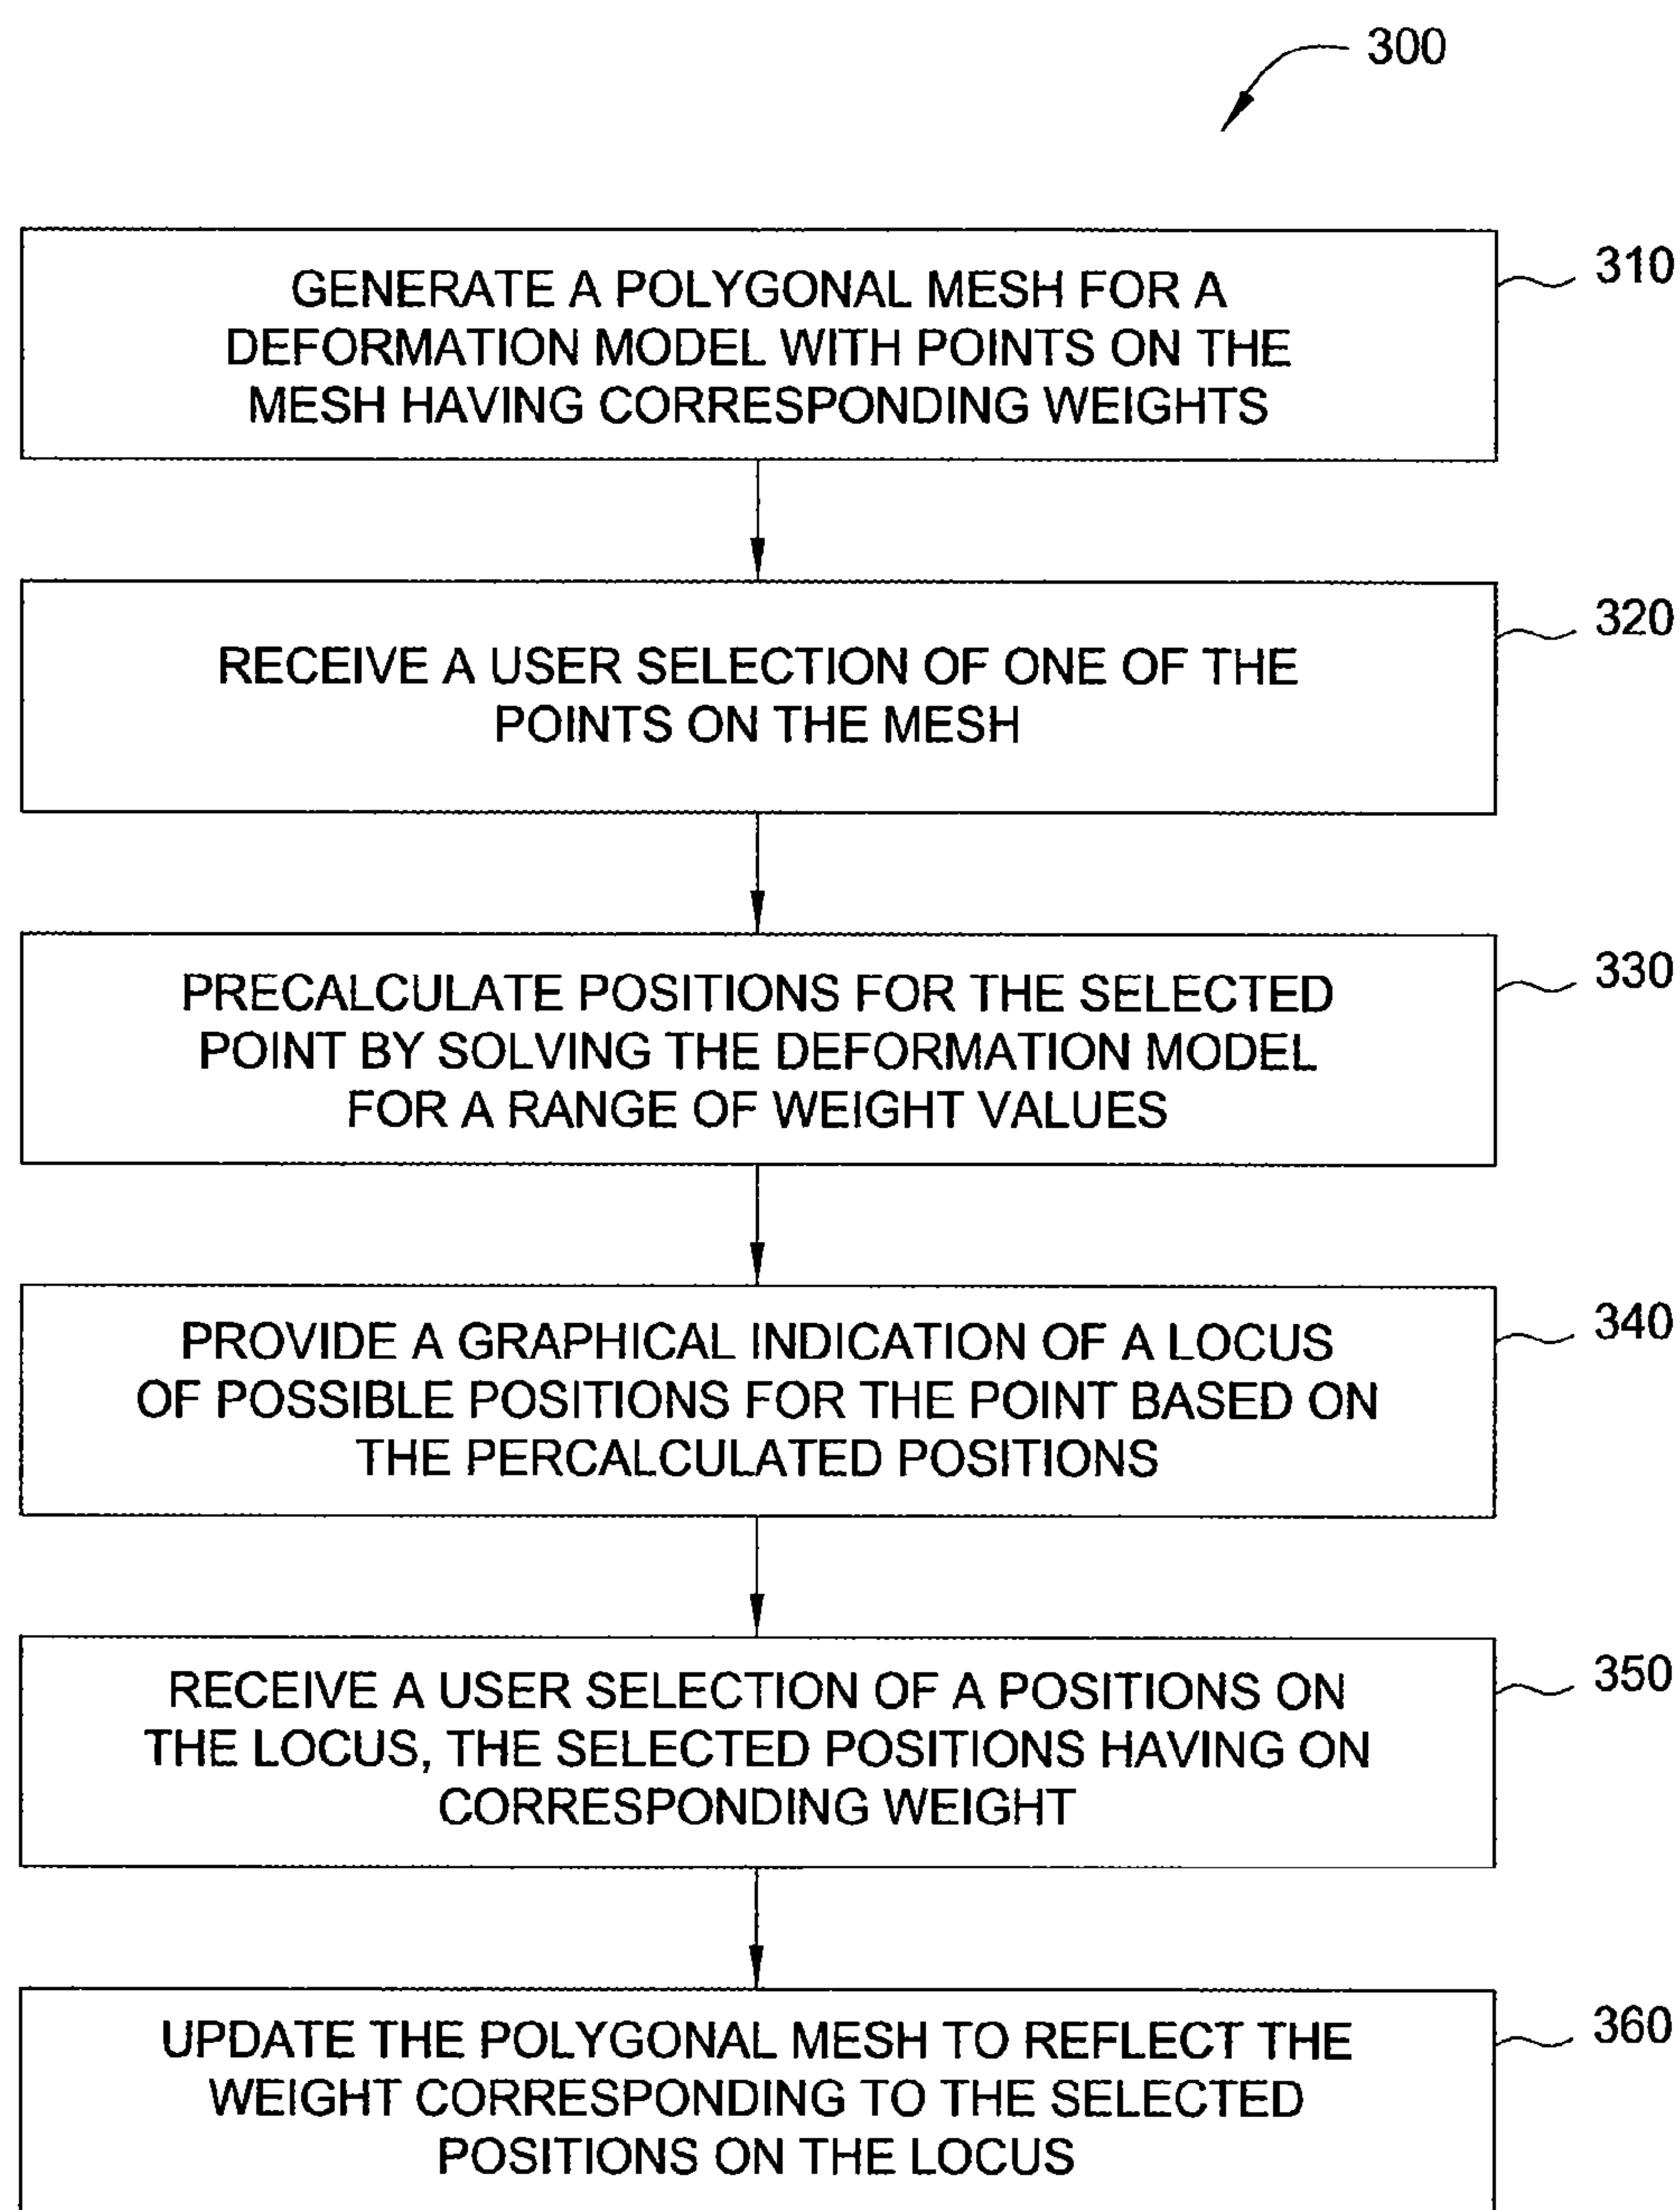 300
GENERATE A POLYGONAL MESH FOR A
DEFORMATION MODEL WITH POINTS ON THE
MESH HAVING CORRESPONDING WEIGHTS
310
RECEIVE A USER SELECTION OF ONE OF THE
POINTS ON THE MESH
320
PRECALCULATE POSITIONS FOR THE SELECTED
POINT BY SOLVING THE DEFORMATION MODEL
FOR A RANGE OF WEIGHT VALUES
330
PROVIDE A GRAPHICAL INDICATION OF A LOCUS
OF POSSIBLE POSITIONS FOR THE POINT BASED ON
THE PERCALCULATED POSITIONS
340
RECEIVE A USER SELECTION OF A POSITIONS ON
THE LOCUS, THE SELECTED POSITIONS HAVING ON
CORRESPONDING WEIGHT
350
UPDATE THE POLYGONAL MESH TO REFLECT THE
WEIGHT CORRESPONDING TO THE SELECTED
POSITIONS ON THE LOCUS
360